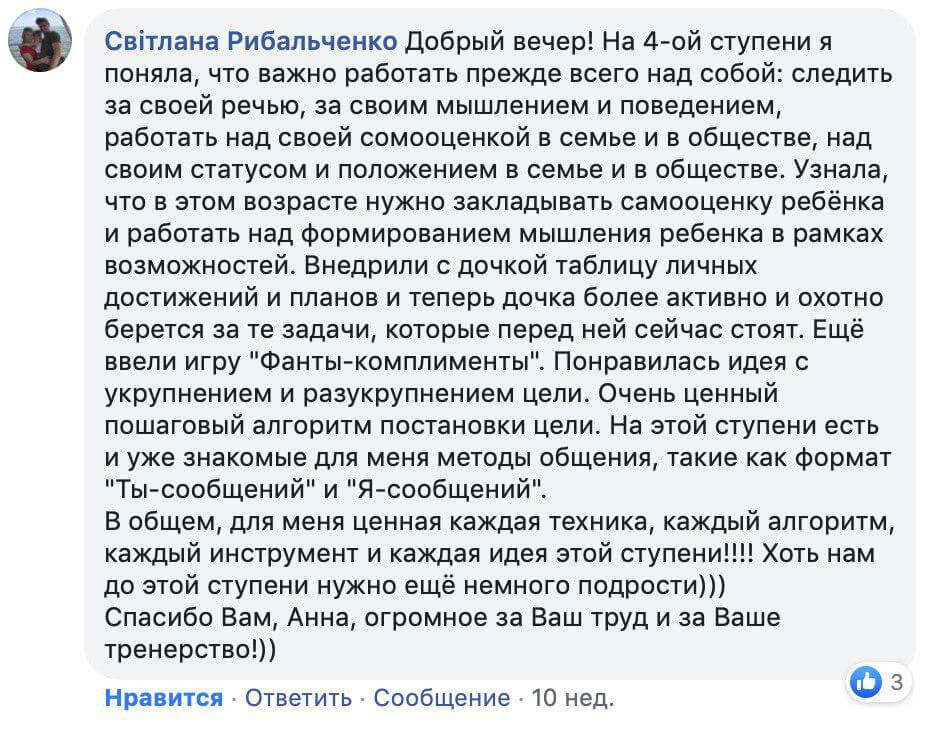 Світлана Рибальченко Добрый вечер! На 4-ой ступени я
поняла, что важно работать прежде всего над собой: следить
за своей речью, за своим мышлением и поведением,
работать над своей сомооценкой в семье и в обществе, над
своим статусом и положением в семье и в обществе. Узнала,
что в этом возрасте нужно закладывать самооценку ребёнка
и работать над формированием мышления ребенка в рамках
возможностей. Внедрили с дочкой таблицу личных
достижений и планов и теперь дочка более активно и охотно
берется за те задачи, которые перед ней сейчас стоят. Ещё
ввели игру "Фанты-комплименты". Понравилась идея с
укрупнением и разукрупнением цели. Очень ценный
пошаговый алгоритм постановки цели. На этой ступени есть
и уже знакомые для меня методы общения, такие как формат
"Ты-сообщений" и "Я-сообщений".
В общем, для меня ценная каждая техника, каждый алгоритм,
каждый инструмент и каждая идея этой ступени!!!! Хоть нам
до этой ступени нужно ещё немного подрости)))
Спасибо Вам, Анна, огромное за Ваш труд и за Ваше
тренерство!))
3
Нравится · Ответить · Сообщение · 10 нед.